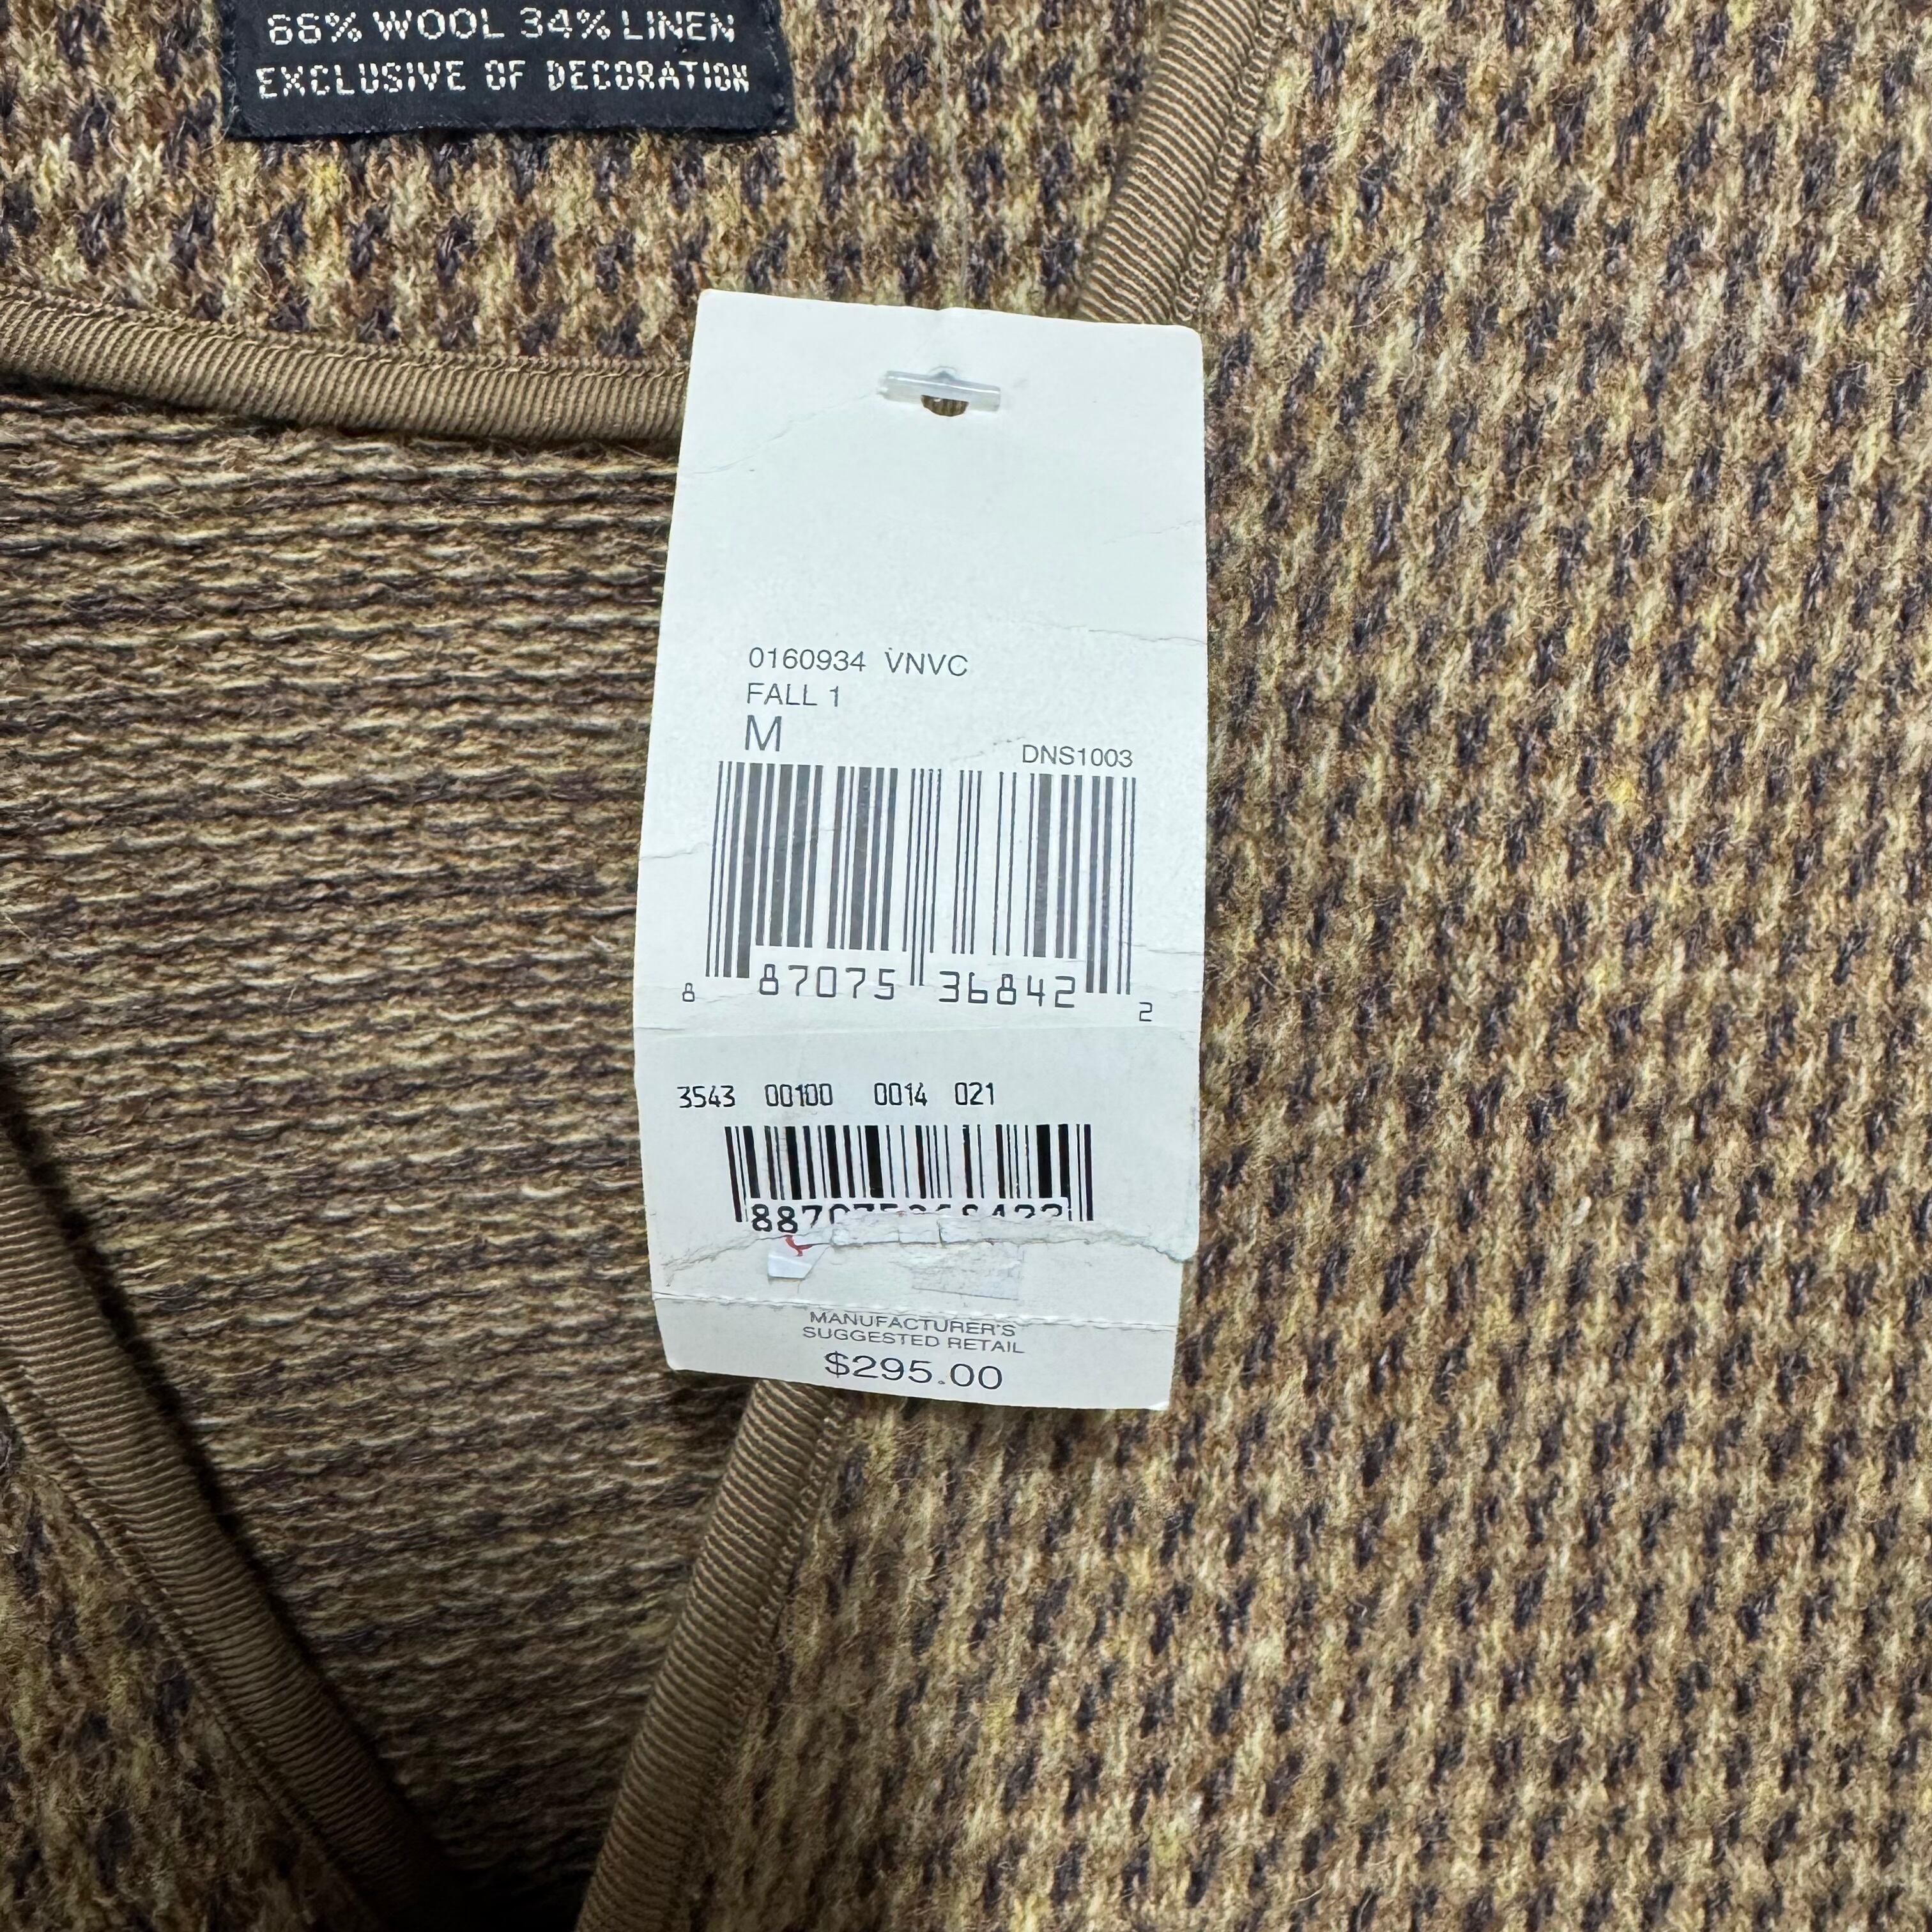 66% WOOL 34% LINEN
EXCLUSIVE OF DECORATION
0160934 VNVC
FALL 1
M
DNS1003
8 87075 36842 2
3543 00100 0014 021
MANUFACTURER'S
SUGGESTED RETAIL
$295.00